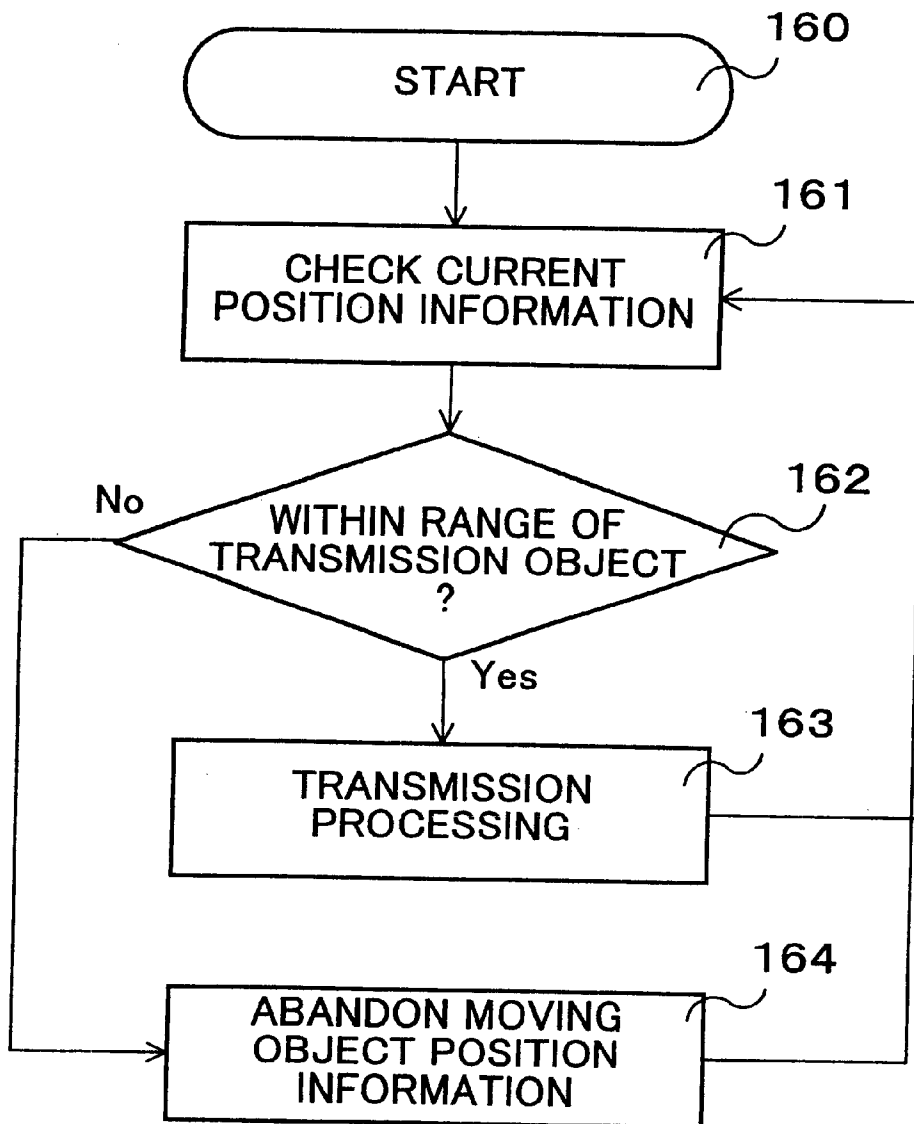 160
START
161
CHECK CURRENT
POSITION INFORMATION
162
No
WITHIN RANGE OF
TRANSMISSION OBJECT
?
Yes
163
TRANSMISSION
PROCESSING
164
ABANDON MOVING
OBJECT POSITION
INFORMATION